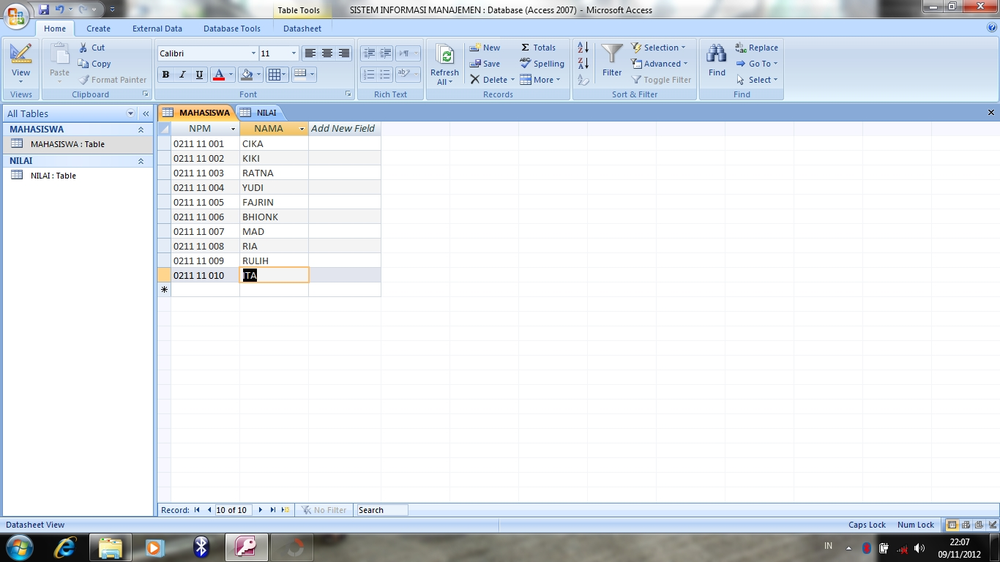 Table Tools SISTEM INFORMASI MANAJEMEN : Database (Access 2007) - Microsoft Access
Home Create External Data Database Tools Datasheet
View
Views
Paste
Cut
Copy
Format Painter
Clipboard
Calibri 11
B I U A
Font
Rich Text
Refresh All
New
Save
Delete
Σ Totals
Spelling
More
Records
Filter
Selection
Advanced
Toggle Filter
Sort & Filter
Find
Replace
Go To
Select
Find
All Tables
MAHASISWA
MAHASISWA : Table
NILAI
NILAI : Table
MAHASISWA NILAI
NPM NAMA Add New Field
0211 11 001 CIKA
0211 11 002 KIKI
0211 11 003 RATNA
0211 11 004 YUDI
0211 11 005 FAJRIN
0211 11 006 BHIONK
0211 11 007 MAD
0211 11 008 RIA
0211 11 009 RULIH
0211 11 010 ITA
Record: 10 of 10 No Filter Search
Datasheet View Caps Lock Num Lock
IN 22:07
09/11/2012